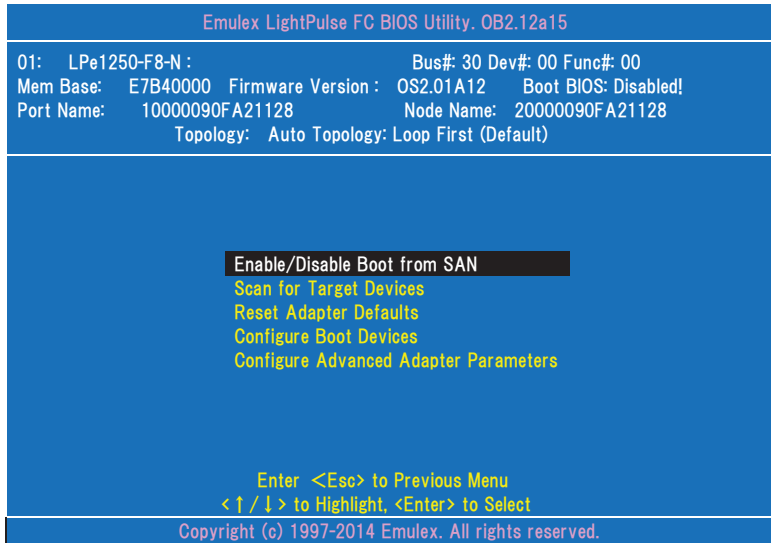 Emulex LightPulse FC BIOS Utility. OB2.12a15
01: LPe1250-F8-N : Bus#: 30 Dev#: 00 Func#: 00
Mem Base: E7B40000 Firmware Version : OS2.01A12 Boot BIOS: Disabled!
Port Name: 10000090FA21128 Node Name: 20000090FA21128
Topology: Auto Topology: Loop First (Default)
Enable/Disable Boot from SAN
Scan for Target Devices
Reset Adapter Defaults
Configure Boot Devices
Configure Advanced Adapter Parameters
Enter <Esc> to Previous Menu
<↑/↓> to Highlight, <Enter> to Select
Copyright (c) 1997-2014 Emulex. All rights reserved.